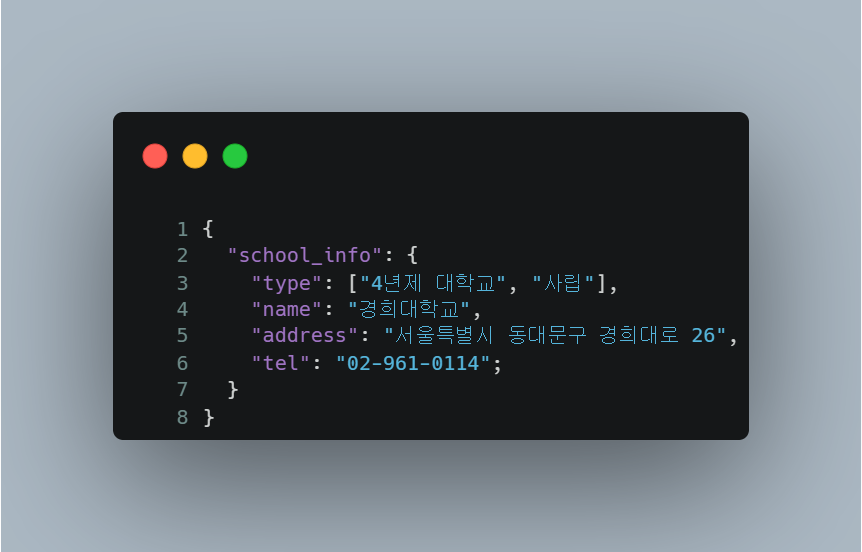 1 {
2   "school_info": {
3     "type": ["4년제 대학교", "사립"],
4     "name": "경희대학교",
5     "address": "서울특별시 동대문구 경희대로 26",
6     "tel": "02-961-0114";
7   }
8 }